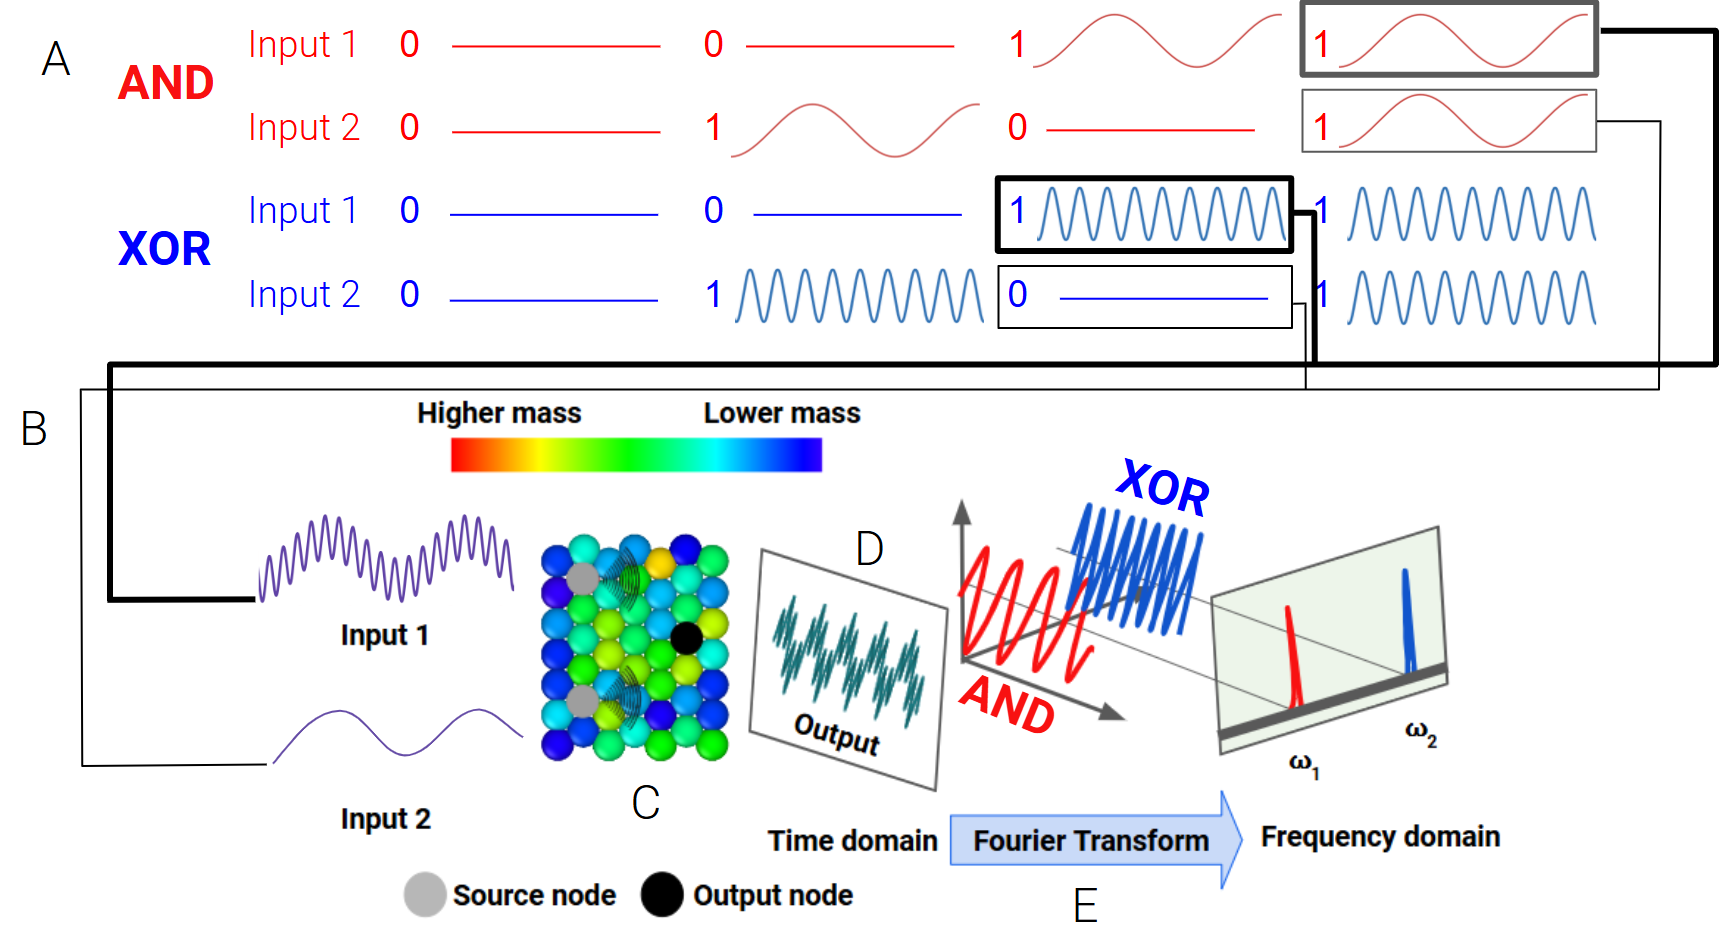 A
AND
Input 1 0 0 1 1
Input 2 0 1 0 1
XOR
Input 1 0 0 1 1
Input 2 0 1 0 1
B
Higher mass Lower mass
Input 1
Input 2
C
Source node Output node
D
Output
XOR
AND
ω1
ω2
Time domain Fourier Transform Frequency domain
E